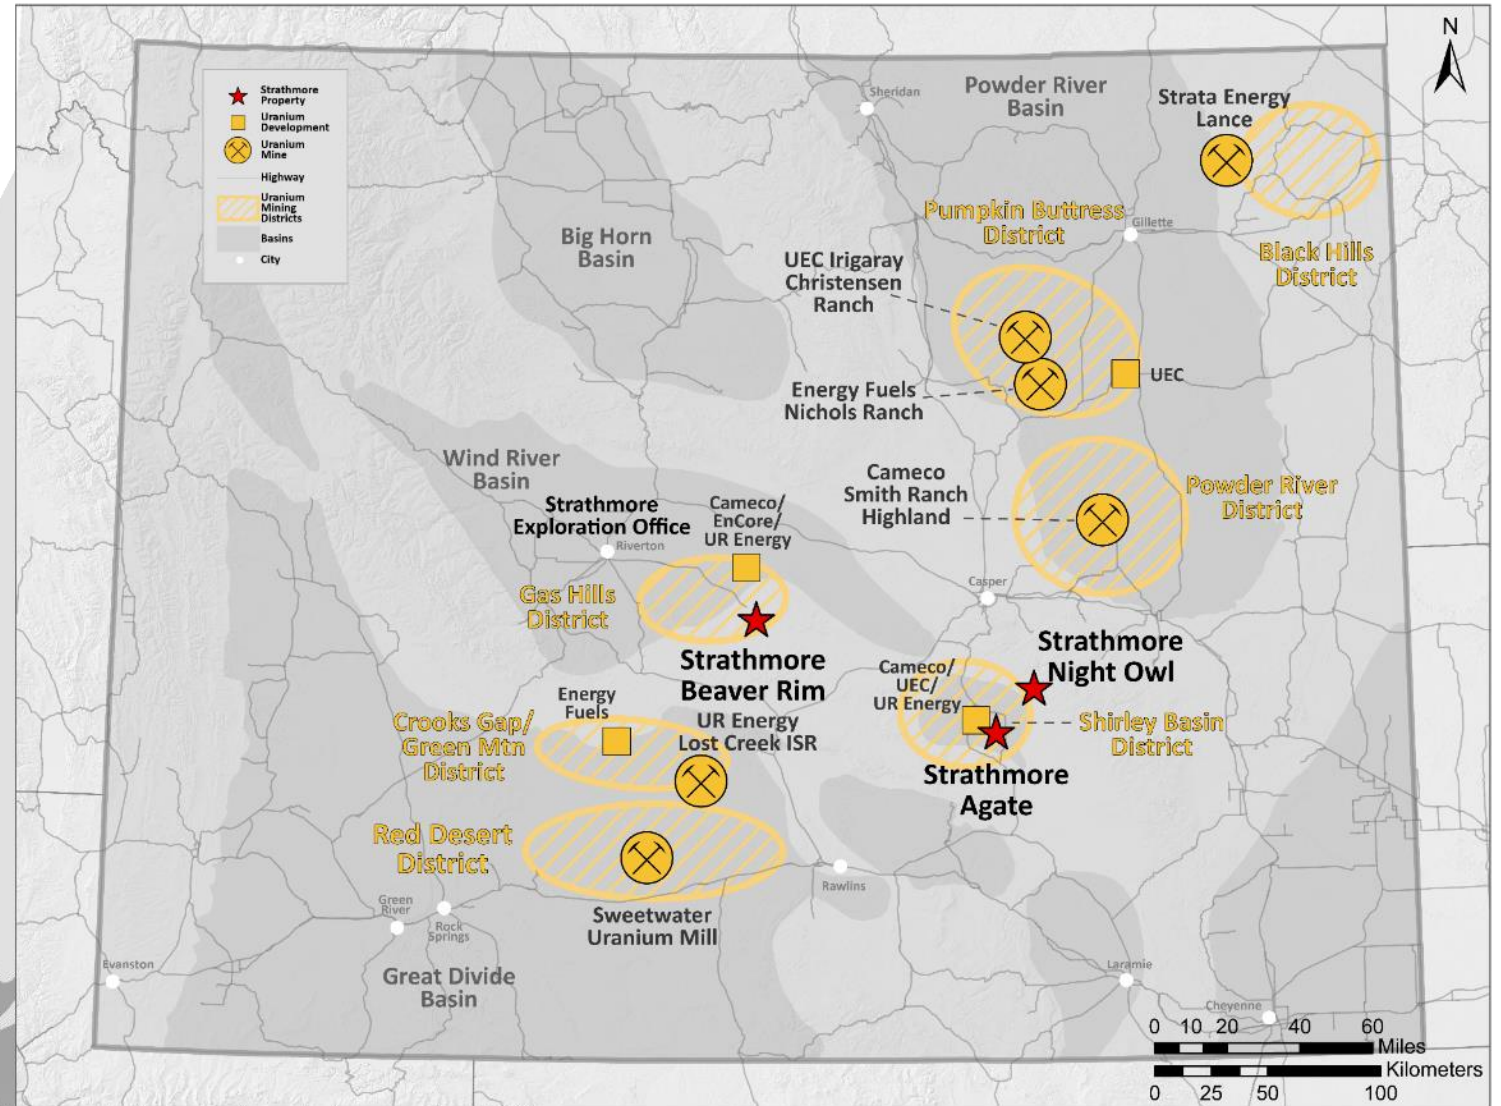 N
Strathmore
Property
Uranium
Development
Uranium
Mine
Highway
Uranium
Mining
Districts
Basins
City
Sheridan
Powder River
Basin
Strata Energy
Lance
Pumpkin Buttress
District
Gillette
Black Hills
District
Big Horn
Basin
UEC Irigaray
Christensen
Ranch
Energy Fuels
Nichols Ranch
UEC
Wind River
Basin
Strathmore
Exploration Office
Riverton
Cameco/
EnCore/
UR Energy
Cameco
Smith Ranch
Highland
Powder River
District
Gas Hills
District
Casper
Strathmore
Beaver Rim
Strathmore
Night Owl
Cameco/
UEC/
UR Energy
Shirley Basin
District
Strathmore
Agate
Energy
Fuels
Crooks Gap/
Green Mtn
District
UR Energy
Lost Creek ISR
Red Desert
District
Rawlins
Green
River
Rock
Springs
Sweetwater
Uranium Mill
Evanston
Great Divide
Basin
Laramie
Cheyenne
0 10 20 40 60
Miles
Kilometers
0 25 50 100